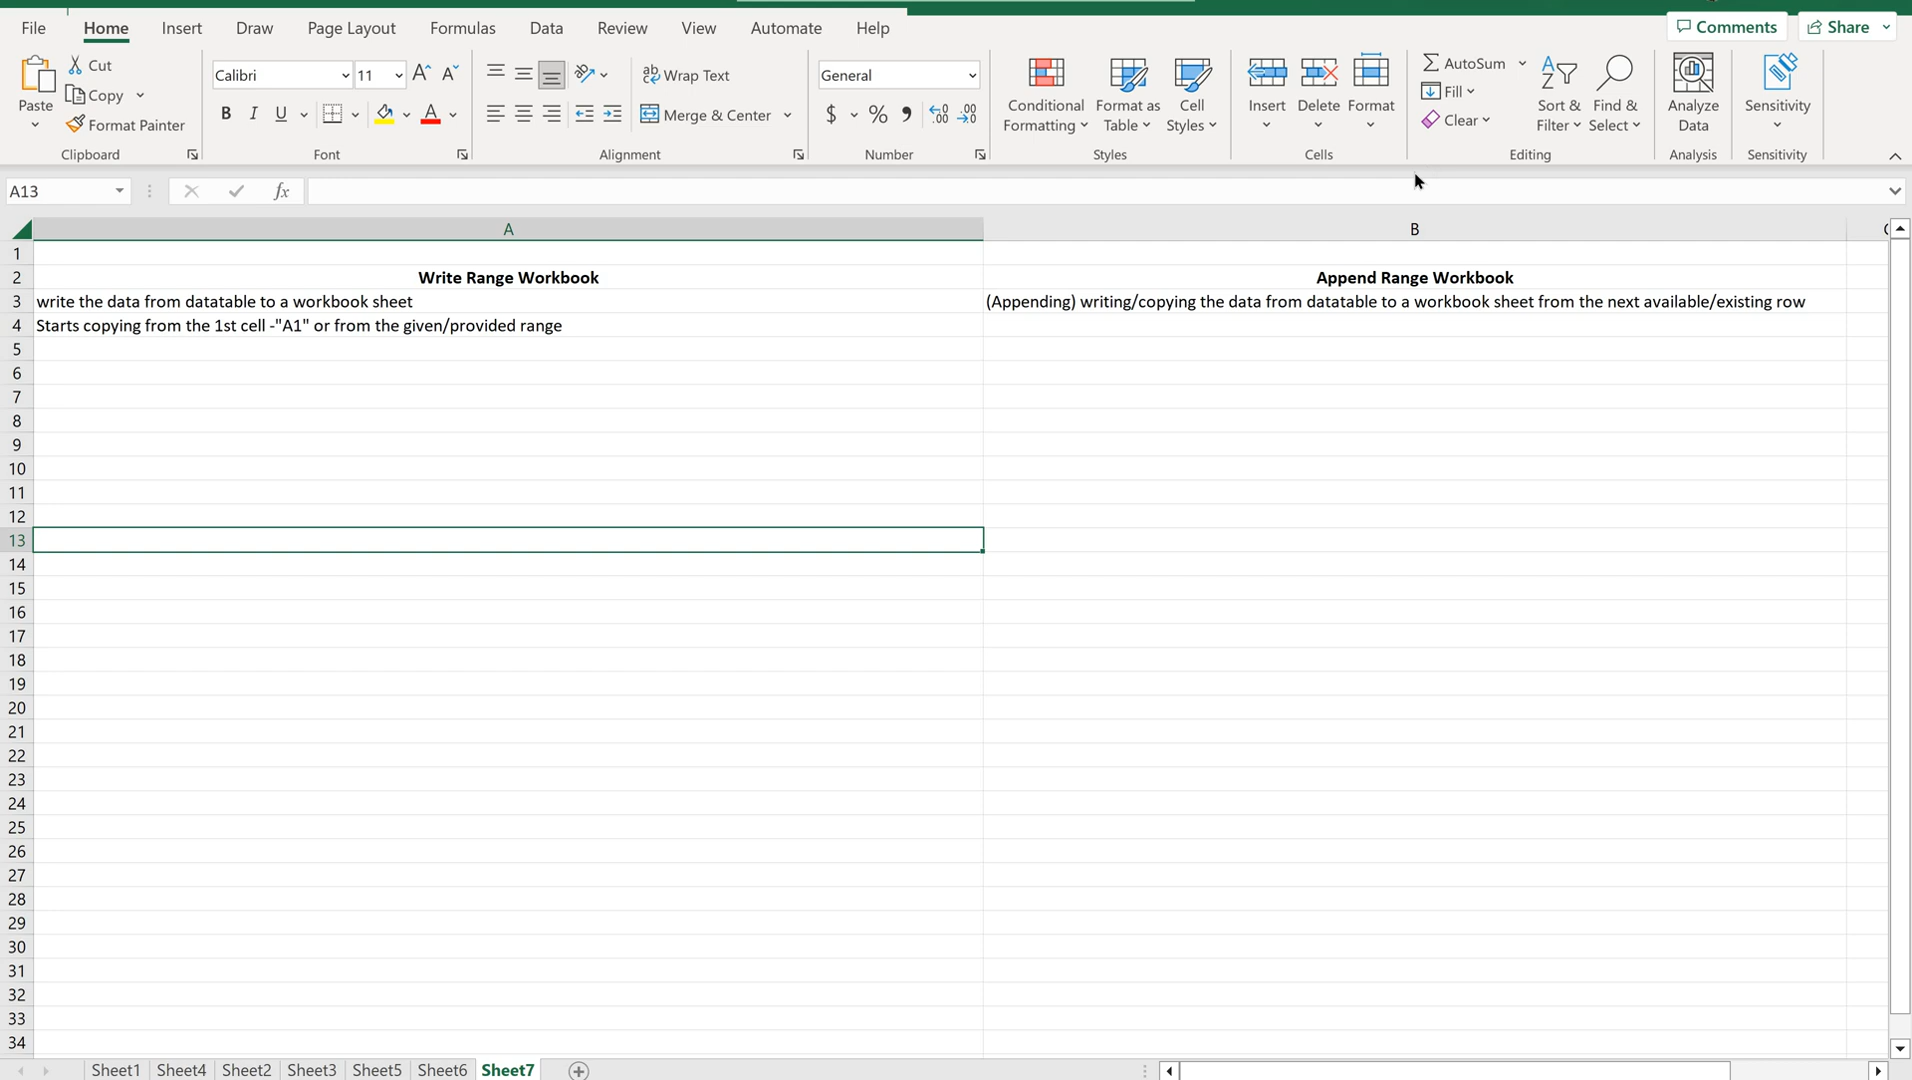 File Home Insert Draw Page Layout Formulas Data Review View Automate Help Comments Share
Paste Cut Calibri 11 Wrap Text General Conditional Formatting Format as Table Cell Styles Insert Delete Format AutoSum Sort & Filter Find & Select Analyze Data Sensitivity
Copy B I U Merge & Center $ % Fill
Format Painter Clear
Clipboard Font Alignment Number Styles Cells Editing Analysis Sensitivity
A13 fx
A B
1
2 Write Range Workbook Append Range Workbook
3 write the data from datatable to a workbook sheet (Appending) writing/copying the data from datatable to a workbook sheet from the next available/existing row
4 Starts copying from the 1st cell -"A1" or from the given/provided range
5
6
7
8
9
10
11
12
13
14
15
16
17
18
19
20
21
22
23
24
25
26
27
28
29
30
31
32
33
34
Sheet1 Sheet4 Sheet2 Sheet3 Sheet5 Sheet6 Sheet7